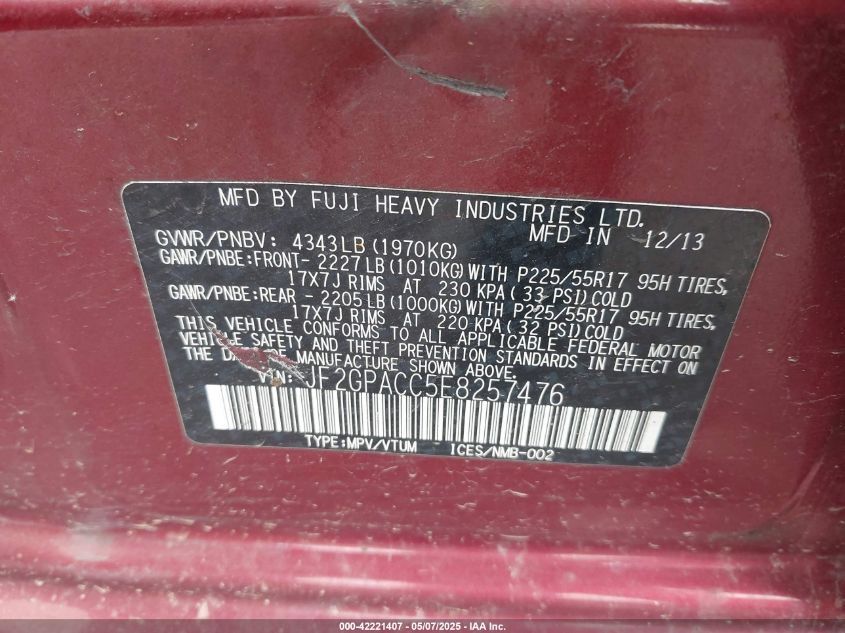 MFD BY FUJI HEAVY INDUSTRIES LTD.
MFD IN 12/13
GVWR/PNBV: 4343LB(1970KG)
GAWR/PNBE:FRONT- 2227LB(1010KG)WITH P225/55R17 95H TIRES,
17X7J RIMS AT 230 KPA(33 PSI)COLD
GAWR/PNBE:REAR - 2205LB(1000KG)WITH P225/55R17 95H TIRES,
17X7J RIMS AT 220 KPA(32 PSI)COLD
THIS VEHICLE CONFORMS TO ALL APPLICABLE FEDERAL MOTOR
VEHICLE SAFETY AND THEFT PREVENTION STANDARDS IN EFFECT ON
THE MANUFACTURE SHOWN ABOVE.
VIN: JF2GPACC5E8257476
TYPE:MPV/VTUM ICES/NMB-002
000-42221407 - 05/07/2025 - IAA Inc.